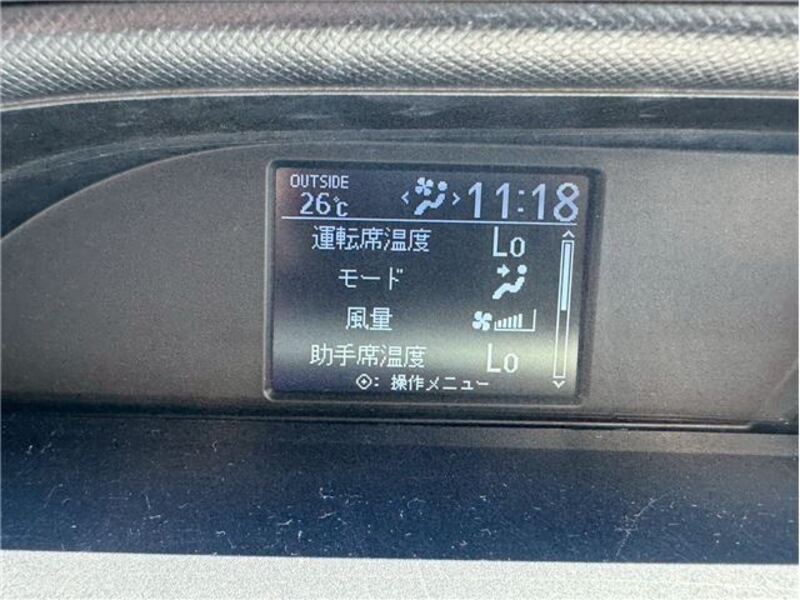 OUTSIDE
26℃
11:18
運転席温度 Lo
モード
風量
助手席温度 Lo
: 操作メニュー